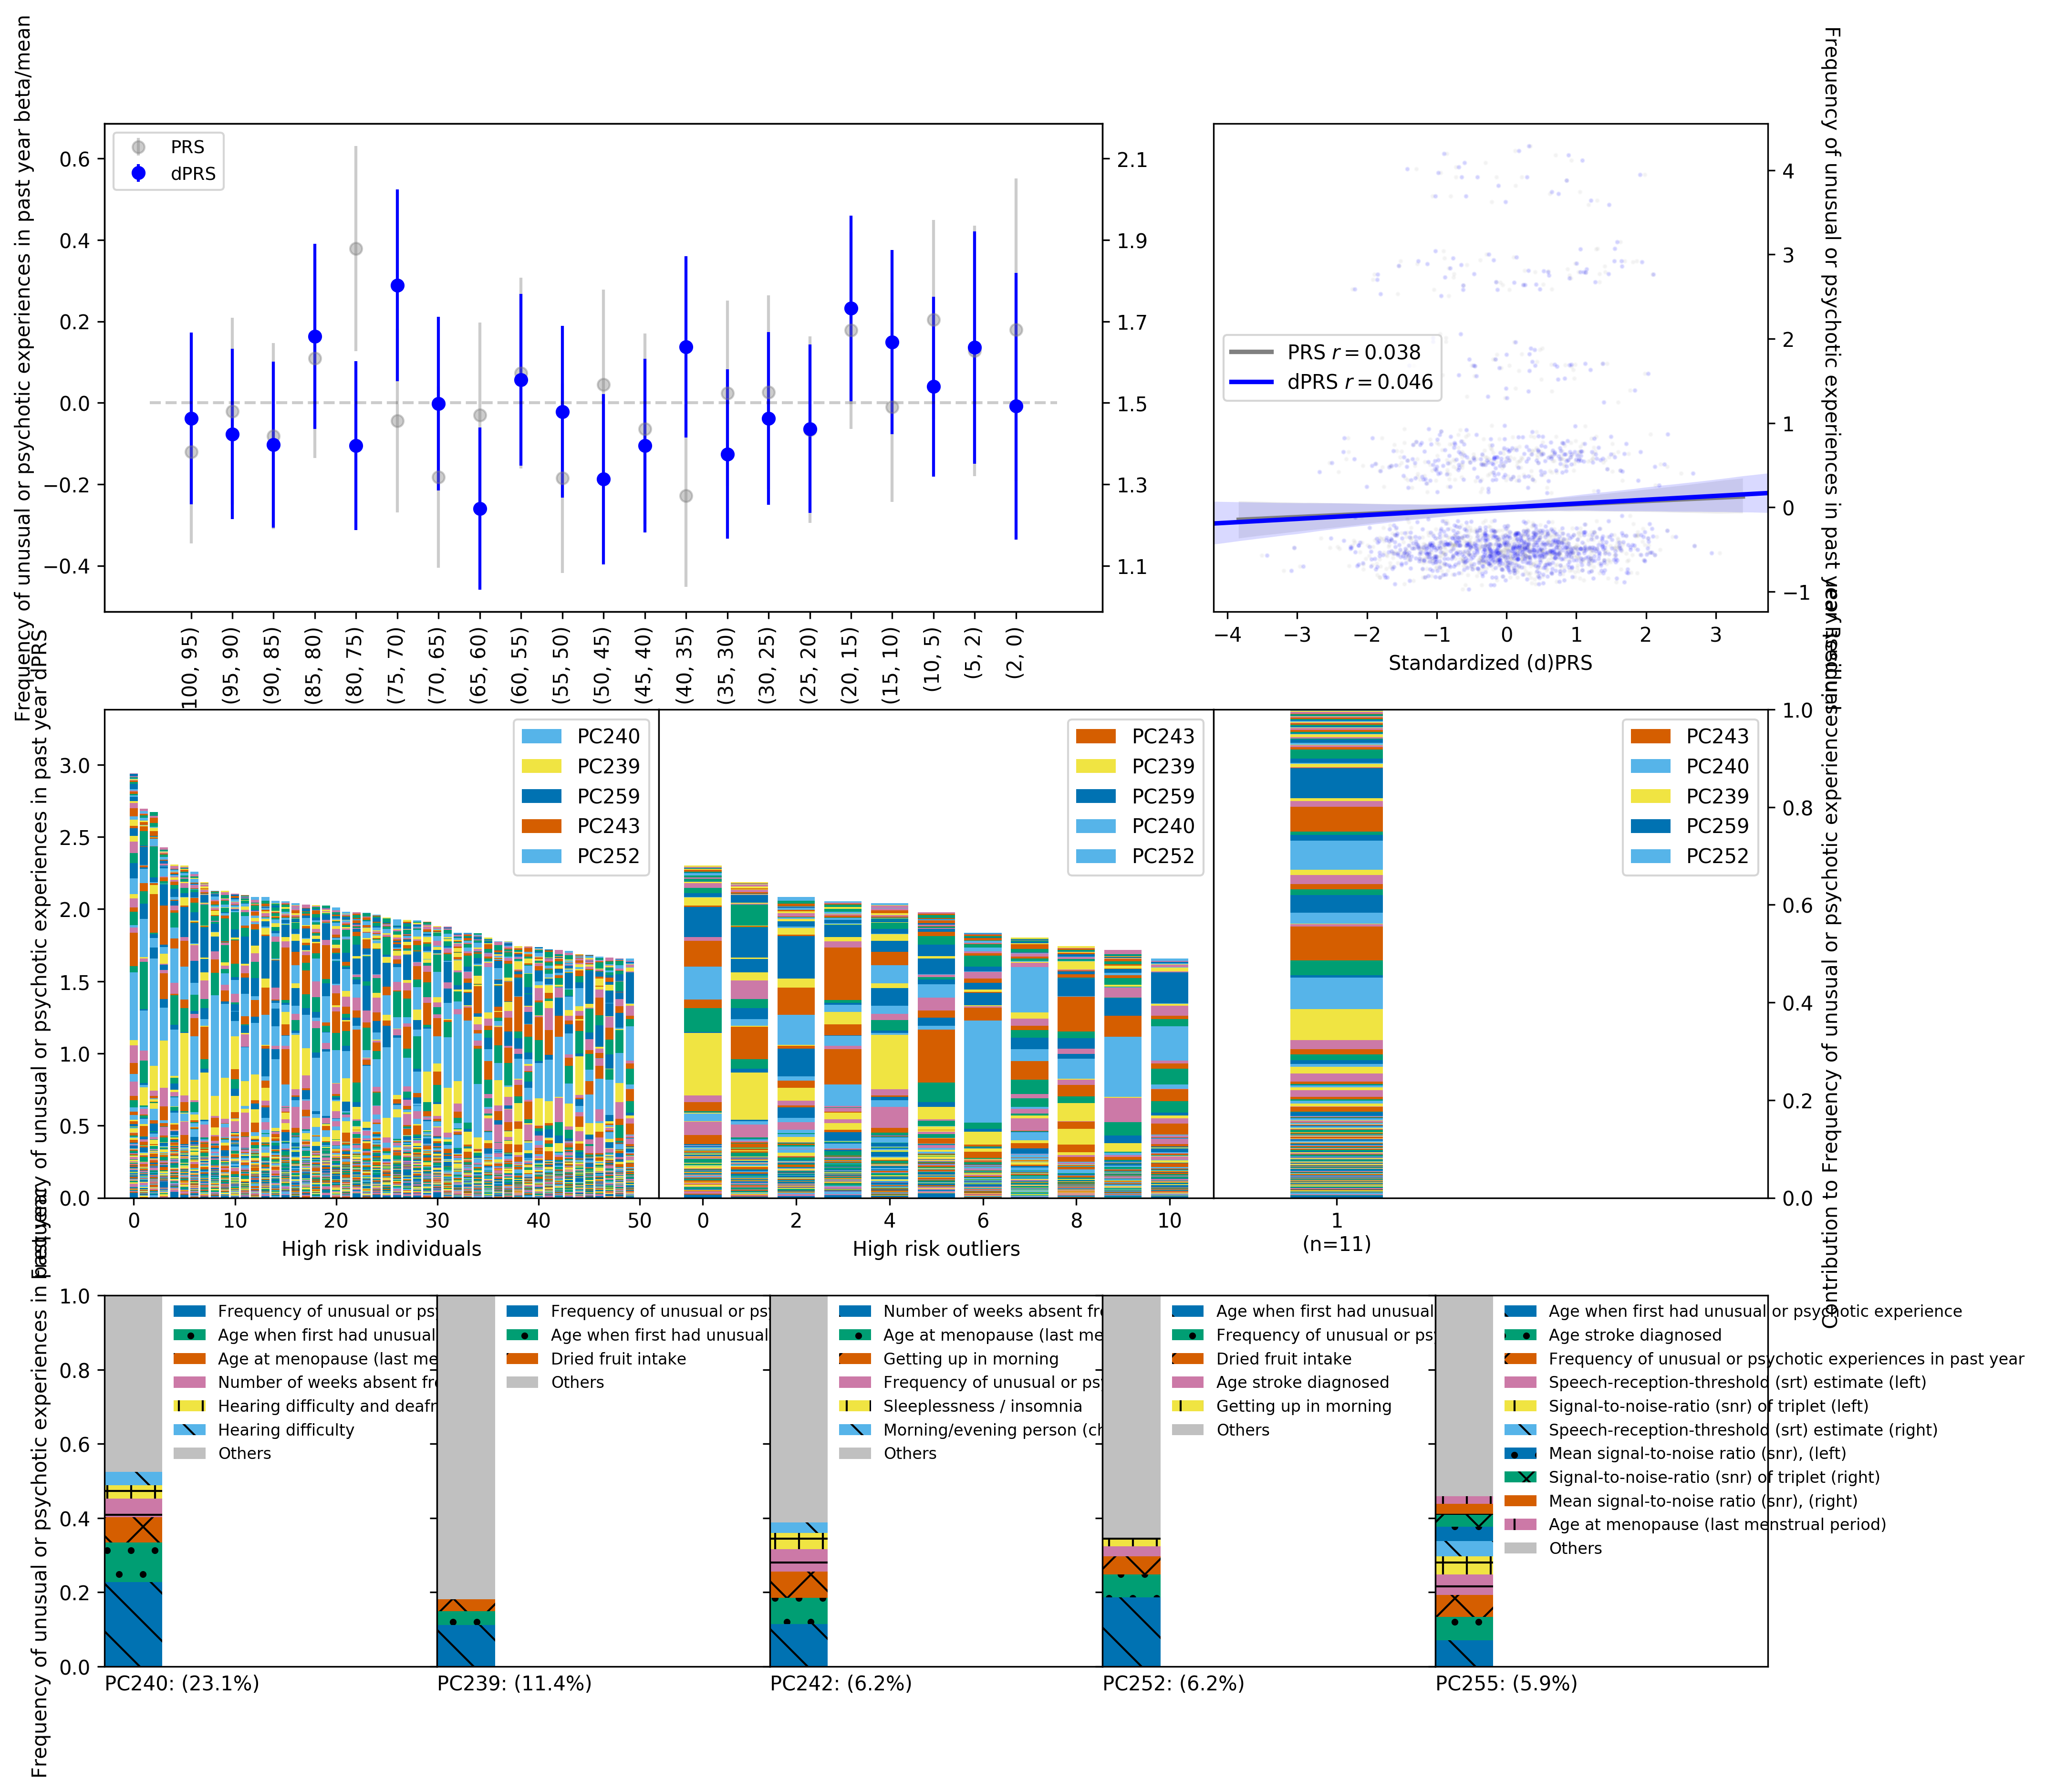 Frequency of unusual or psychotic experiences in past year beta/mean
PRS
dPRS
0.6
0.4
0.2
0.0
−0.2
−0.4
2.1
1.9
1.7
1.5
1.3
1.1
100, 95)
(95, 90)
(90, 85)
(85, 80)
(80, 75)
(75, 70)
(70, 65)
(65, 60)
(60, 55)
(55, 50)
(50, 45)
(45, 40)
(40, 35)
(35, 30)
(30, 25)
(25, 20)
(20, 15)
(15, 10)
(10, 5)
(5, 2)
(2, 0)
PRS r = 0.038
dPRS r = 0.046
4
3
2
1
0
−1
−4 −3 −2 −1 0 1 2 3
Standardized (d)PRS
Frequency of unusual or psychotic experiences in past year Residuals
Frequency of unusual or psychotic experiences in past year dPRS
3.0
2.5
2.0
1.5
1.0
0.5
0.0
PC240
PC239
PC259
PC243
PC252
0 10 20 30 40 50
High risk individuals
PC243
PC239
PC259
PC240
PC252
0 2 4 6 8 10
High risk outliers
PC243
PC240
PC239
PC259
PC252
1
(n=11)
1.0
0.8
0.6
0.4
0.2
0.0
Contribution to Frequency of unusual or psychotic experiences in past year
Frequency of unusual or psychotic experiences in past year
1.0
0.8
0.6
0.4
0.2
0.0
Frequency of unusual or psy
Age when first had unusual
Age at menopause (last me
Number of weeks absent fr
Hearing difficulty and deafn
Hearing difficulty
Others
PC240: (23.1%)
Frequency of unusual or psy
Age when first had unusual
Dried fruit intake
Others
PC239: (11.4%)
Number of weeks absent fr
Age at menopause (last me
Getting up in morning
Frequency of unusual or psy
Sleeplessness / insomnia
Morning/evening person (ch
Others
PC242: (6.2%)
Age when first had unusual
Frequency of unusual or psy
Dried fruit intake
Age stroke diagnosed
Getting up in morning
Others
PC252: (6.2%)
Age when first had unusual or psychotic experience
Age stroke diagnosed
Frequency of unusual or psychotic experiences in past year
Speech-reception-threshold (srt) estimate (left)
Signal-to-noise-ratio (snr) of triplet (left)
Speech-reception-threshold (srt) estimate (right)
Mean signal-to-noise ratio (snr), (left)
Signal-to-noise-ratio (snr) of triplet (right)
Mean signal-to-noise ratio (snr), (right)
Age at menopause (last menstrual period)
Others
PC255: (5.9%)